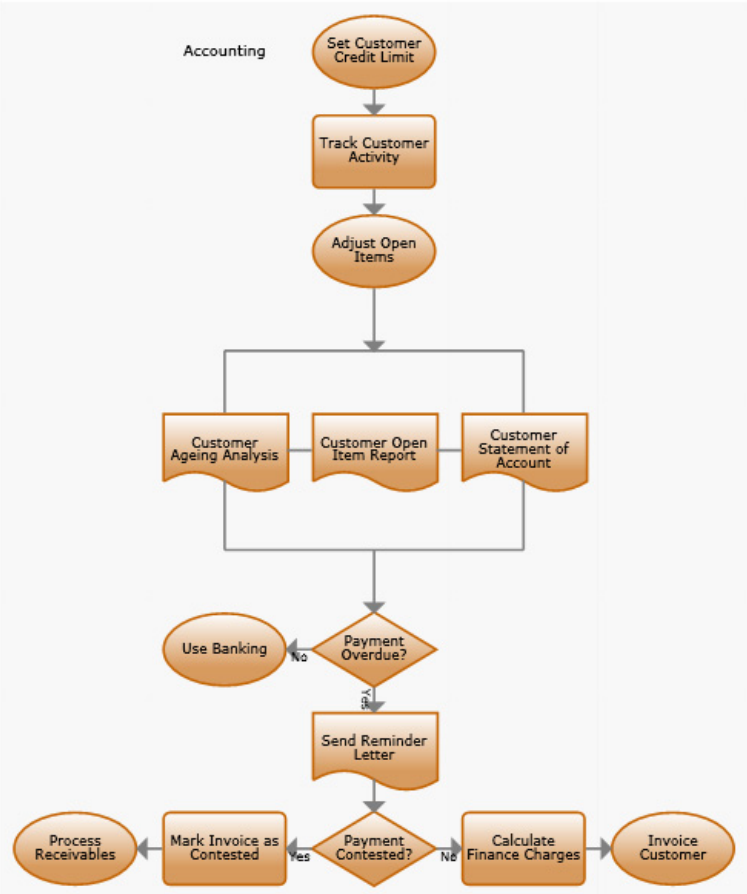 Accounting
Set Customer
Credit Limit
Track Customer
Activity
Adjust Open
Items
Customer
Ageing Analysis
Customer Open
Item Report
Customer
Statement of
Account
Payment
Overdue?
No
Use Banking
Yes
Send Reminder
Letter
Payment
Contested?
Yes
Mark Invoice as
Contested
Process
Receivables
No
Calculate
Finance Charges
Invoice
Customer